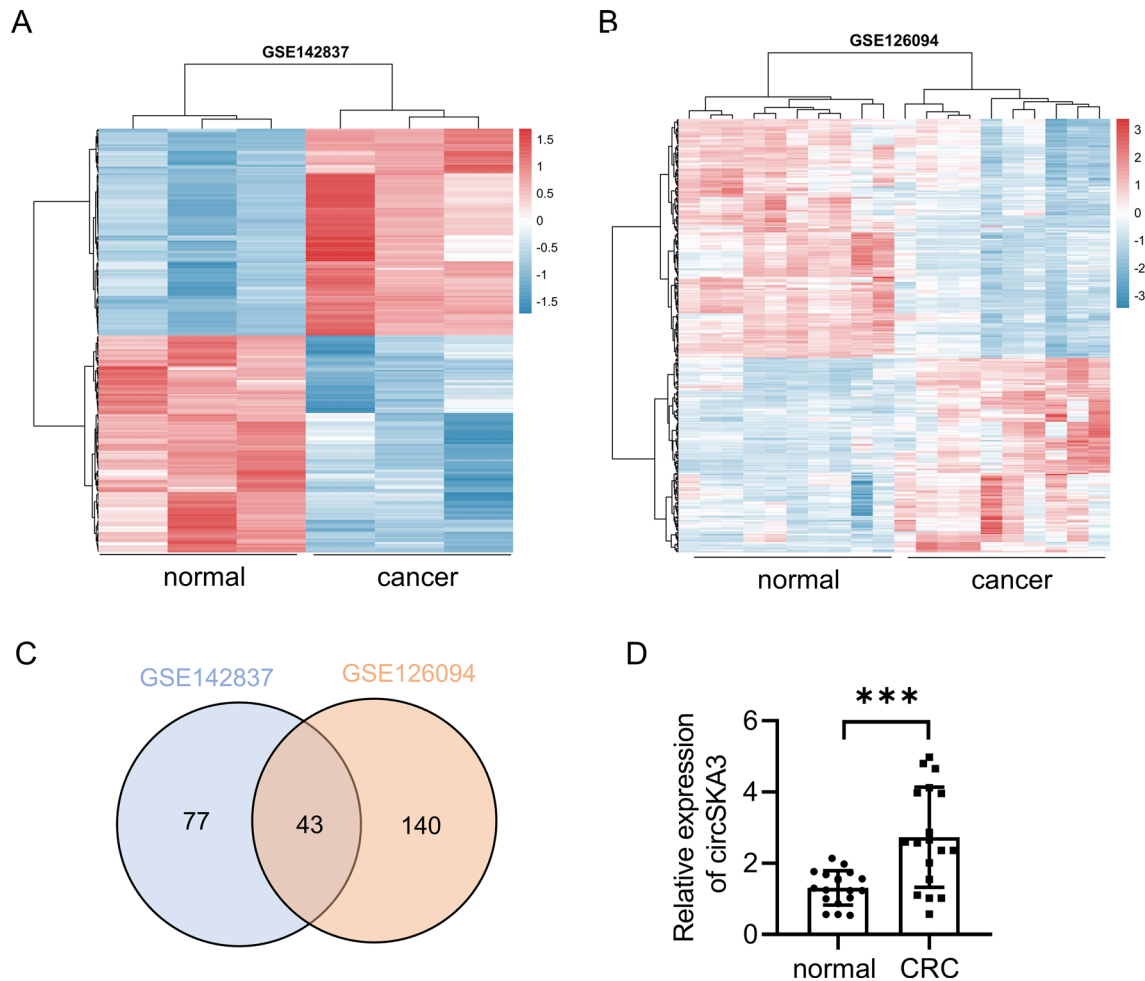 A
GSE142837
1.5
1
0.5
0
-0.5
-1
-1.5
normal
cancer
B
GSE126094
3
2
1
0
-1
-2
-3
normal
cancer
C
GSE142837
GSE126094
77
43
140
D
***
Relative expression
of circSKA3
6
4
2
0
normal
CRC